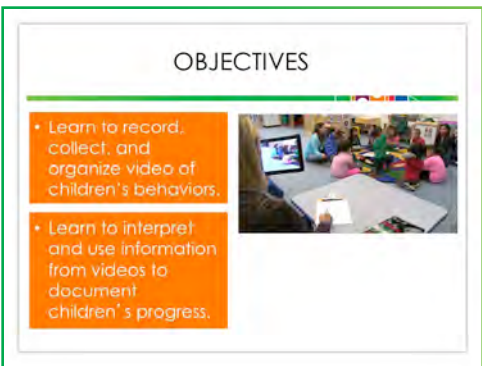 OBJECTIVES
• Learn to record,
collect, and
organize video of
children's behaviors.
• Learn to interpret
and use information
from videos to
document
children's progress.